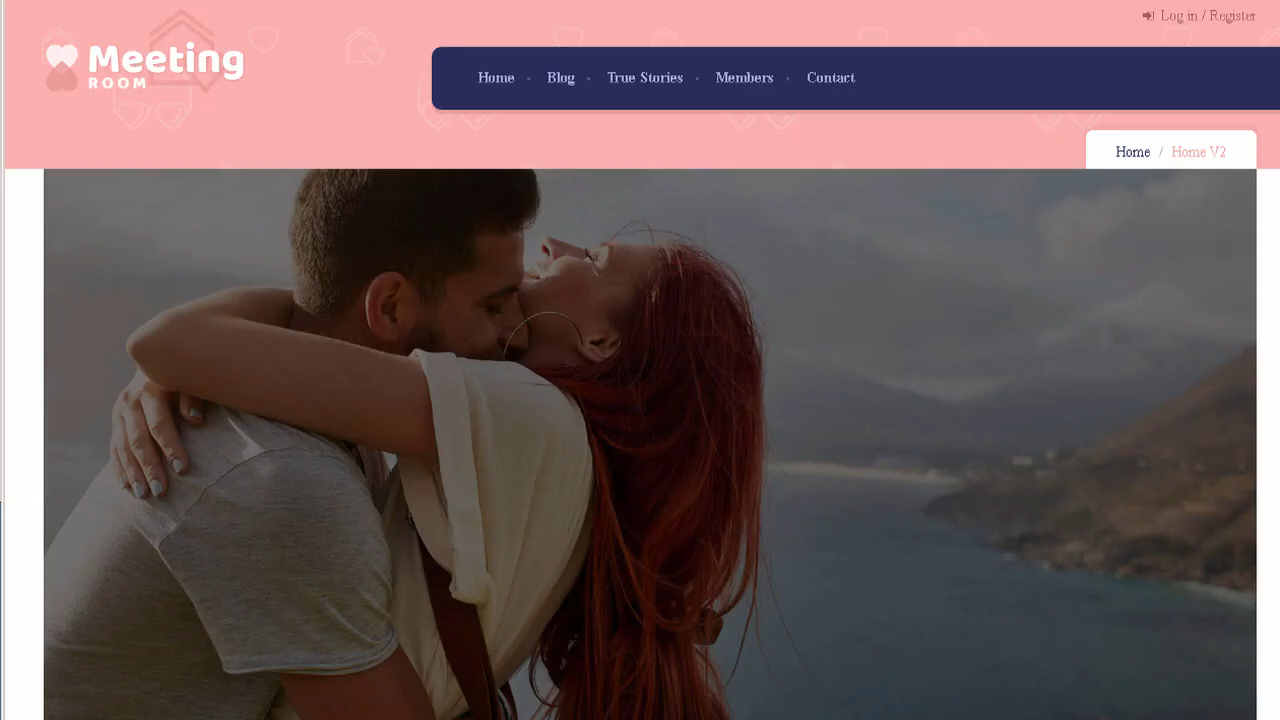 Log in / Register
Meeting
ROOM
Home Blog True Stories Members Contact
Home / Home V2